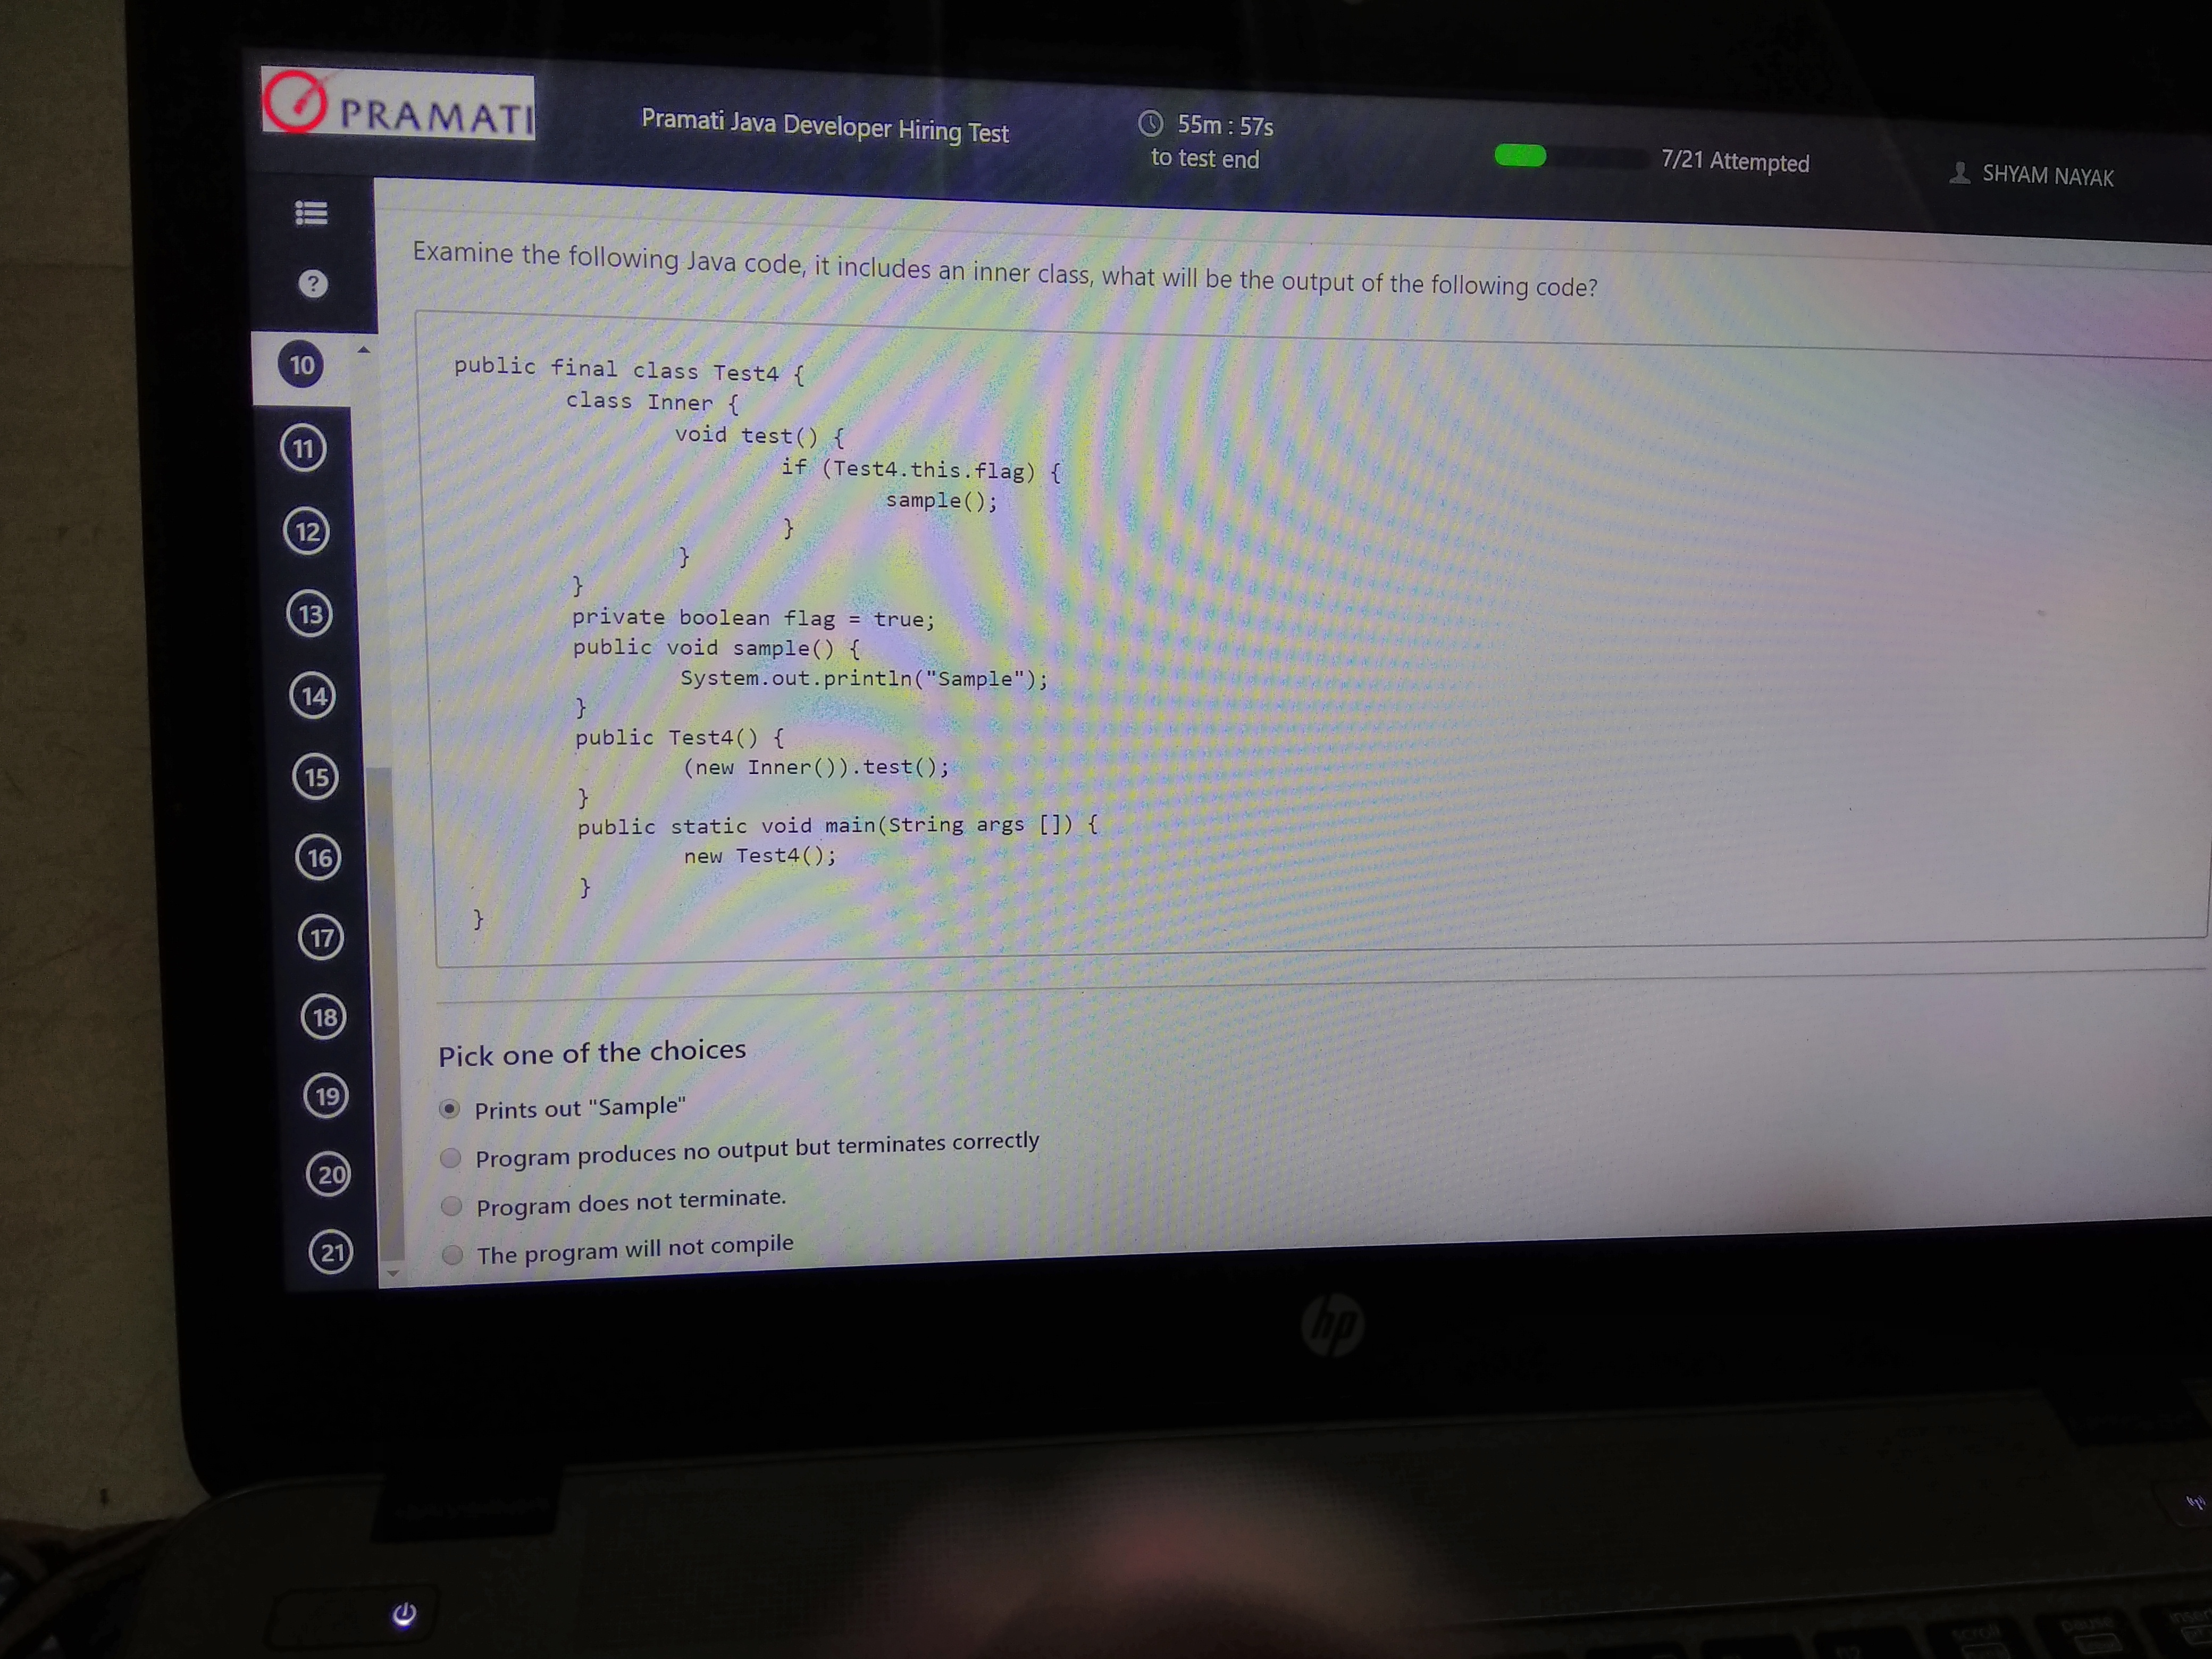 PRAMATI
Pramati Java Developer Hiring Test
55m : 57s
to test end
7/21 Attempted
SHYAM NAYAK
?
Examine the following Java code, it includes an inner class, what will be the output of the following code?
10
11
12
13
14
15
16
17
18
19
20
21
public final class Test4 {
class Inner {
void test() {
if (Test4.this.flag) {
sample();
}
}
}
private boolean flag = true;
public void sample() {
System.out.println("Sample");
}
public Test4() {
(new Inner()).test();
}
public static void main(String args []) {
new Test4();
}
}
Pick one of the choices
Prints out "Sample"
Program produces no output but terminates correctly
Program does not terminate.
The program will not compile
hp
scroll
pause